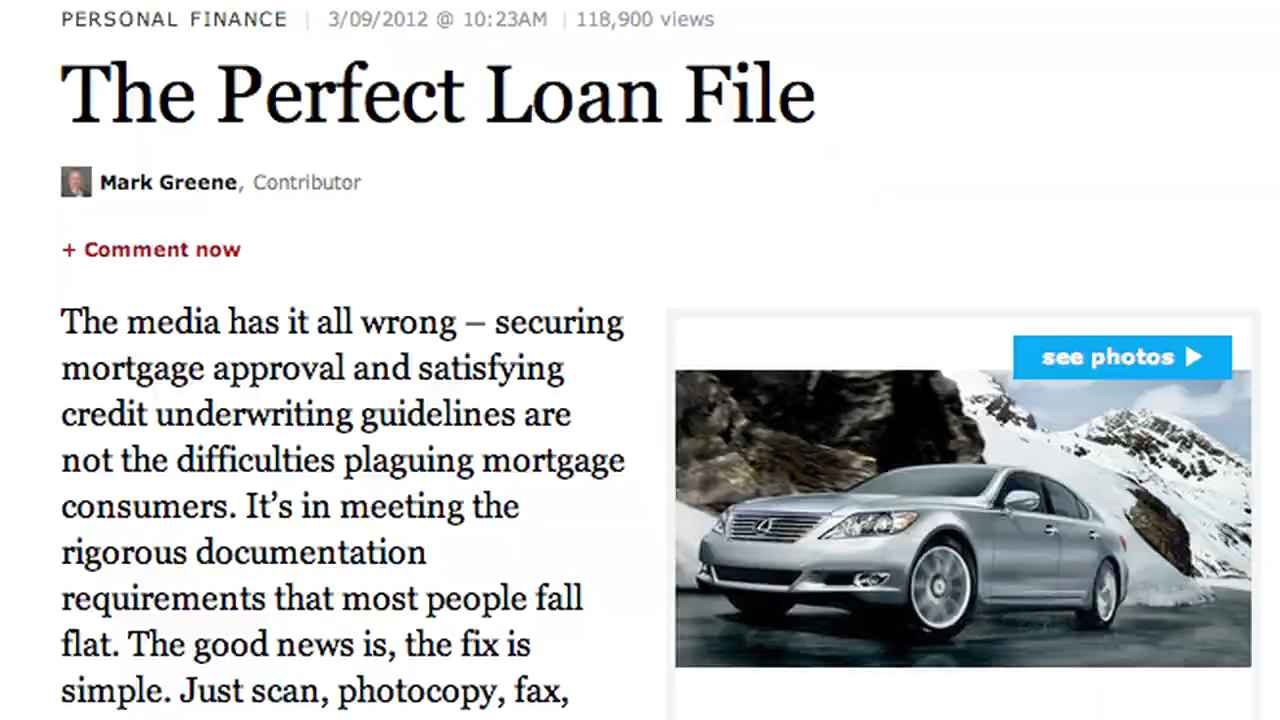 PERSONAL FINANCE | 3/09/2012 @ 10:23AM | 118,900 views
The Perfect Loan File
Mark Greene, Contributor
+ Comment now
The media has it all wrong – securing
mortgage approval and satisfying
credit underwriting guidelines are
not the difficulties plaguing mortgage
consumers. It’s in meeting the
rigorous documentation
requirements that most people fall
flat. The good news is, the fix is
simple. Just scan, photocopy, fax,
see photos